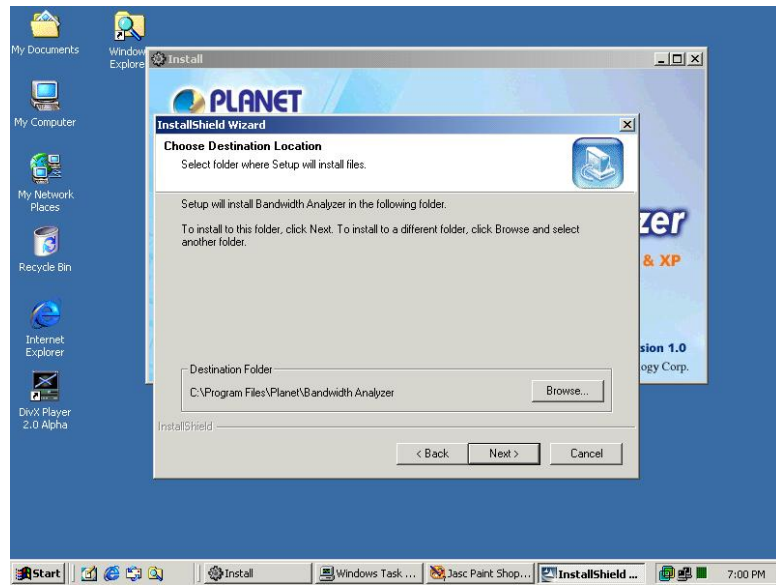 My Documents
Window
Explore
My Computer
My Network
Places
Recycle Bin
Internet
Explorer
DivX Player
2.0 Alpha
Install
PLANET
zer
& XP
sion 1.0
ogy Corp.
InstallShield Wizard
Choose Destination Location
Select folder where Setup will install files.
Setup will install Bandwidth Analyzer in the following folder.
To install to this folder, click Next. To install to a different folder, click Browse and select
another folder.
Destination Folder
C:\Program Files\Planet\Bandwidth Analyzer
Browse...
InstallShield
< Back
Next >
Cancel
Start
Install
Windows Task ...
Jasc Paint Shop...
InstallShield ...
7:00 PM